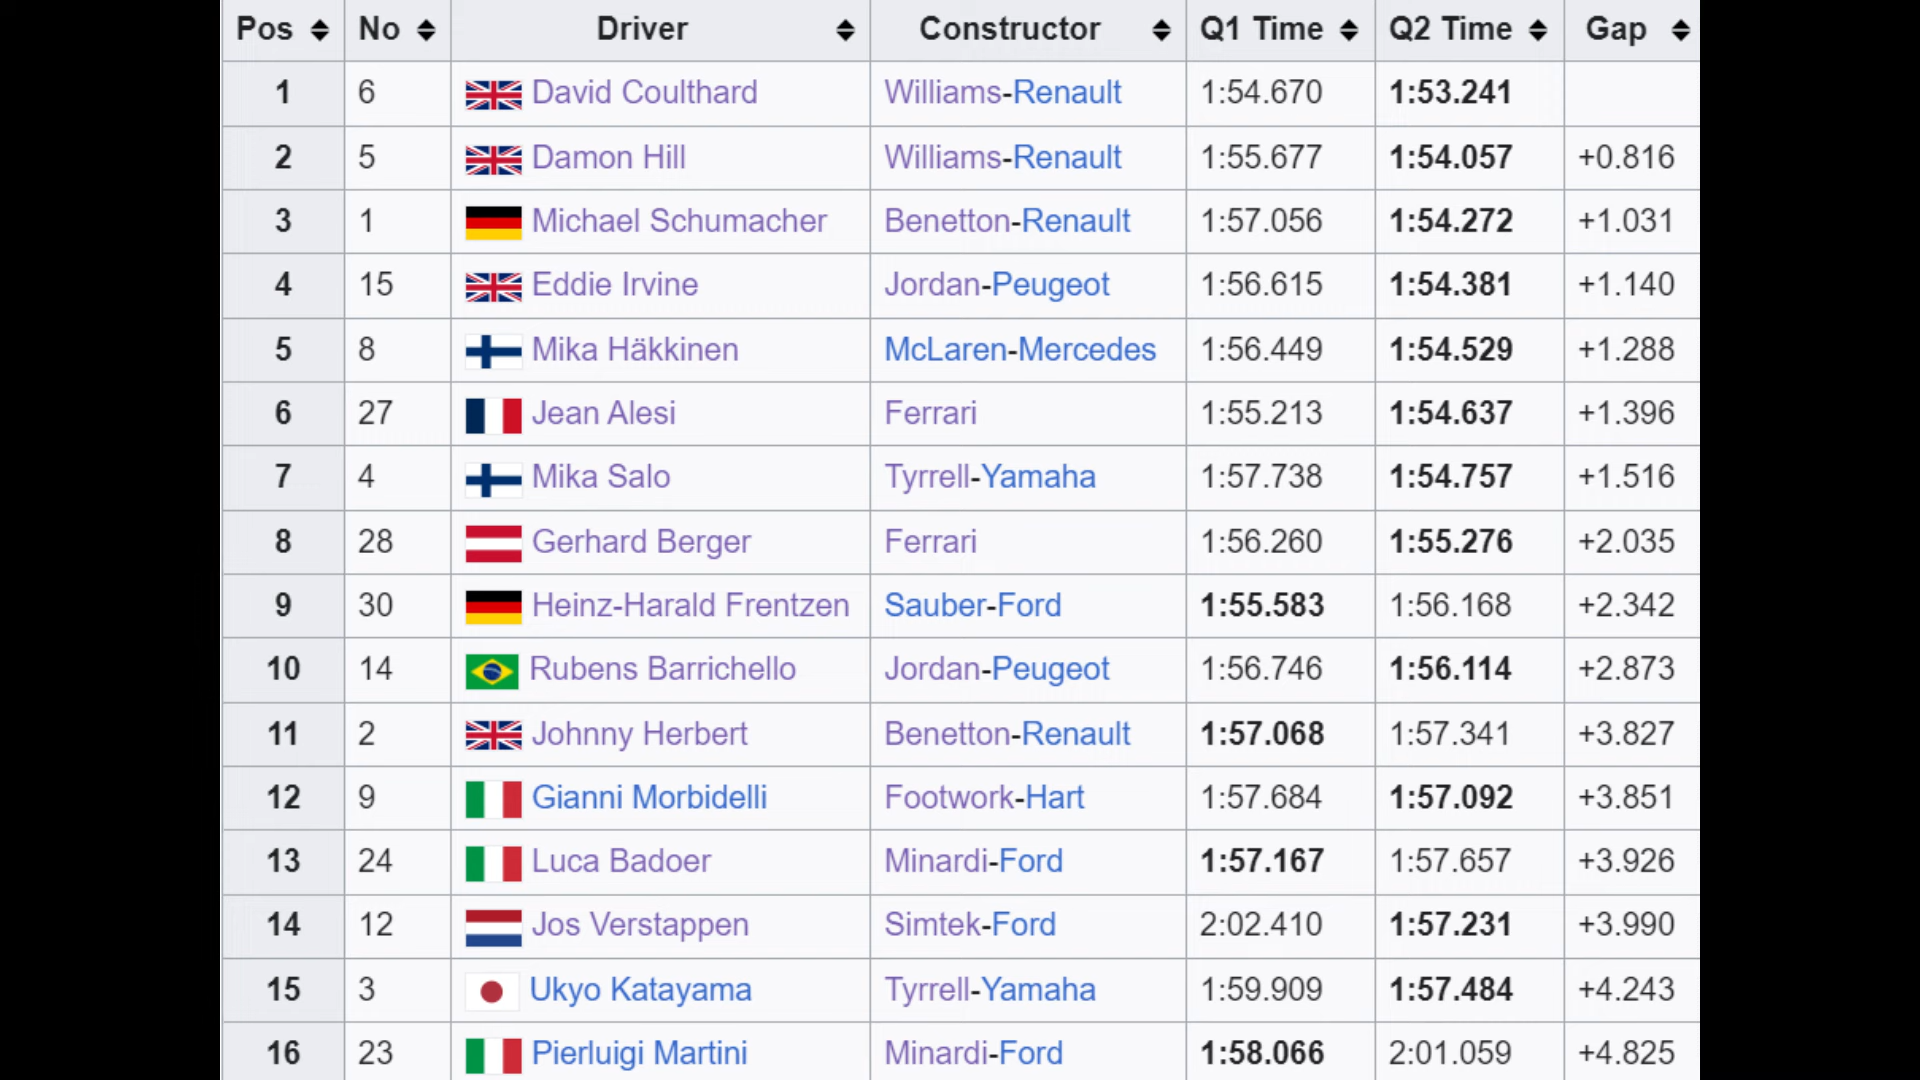 Pos No Driver Constructor Q1 Time Q2 Time Gap
1 6 David Coulthard Williams-Renault 1:54.670 1:53.241
2 5 Damon Hill Williams-Renault 1:55.677 1:54.057 +0.816
3 1 Michael Schumacher Benetton-Renault 1:57.056 1:54.272 +1.031
4 15 Eddie Irvine Jordan-Peugeot 1:56.615 1:54.381 +1.140
5 8 Mika Häkkinen McLaren-Mercedes 1:56.449 1:54.529 +1.288
6 27 Jean Alesi Ferrari 1:55.213 1:54.637 +1.396
7 4 Mika Salo Tyrrell-Yamaha 1:57.738 1:54.757 +1.516
8 28 Gerhard Berger Ferrari 1:56.260 1:55.276 +2.035
9 30 Heinz-Harald Frentzen Sauber-Ford 1:55.583 1:56.168 +2.342
10 14 Rubens Barrichello Jordan-Peugeot 1:56.746 1:56.114 +2.873
11 2 Johnny Herbert Benetton-Renault 1:57.068 1:57.341 +3.827
12 9 Gianni Morbidelli Footwork-Hart 1:57.684 1:57.092 +3.851
13 24 Luca Badoer Minardi-Ford 1:57.167 1:57.657 +3.926
14 12 Jos Verstappen Simtek-Ford 2:02.410 1:57.231 +3.990
15 3 Ukyo Katayama Tyrrell-Yamaha 1:59.909 1:57.484 +4.243
16 23 Pierluigi Martini Minardi-Ford 1:58.066 2:01.059 +4.825